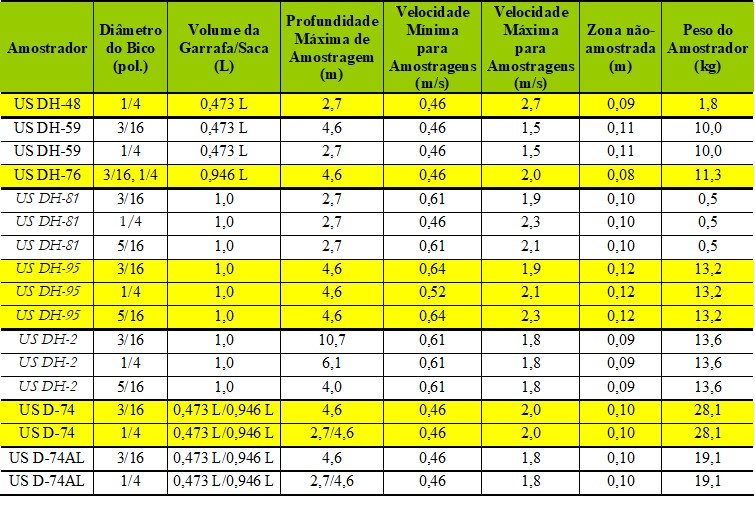 Amostrador | Diâmetro do Bico (pol.) | Volume da Garrafa/Saca (L) | Profundidade Máxima de Amostragem (m) | Velocidade Mínima para Amostragens (m/s) | Velocidade Máxima para Amostragens (m/s) | Zona não-amostrada (m) | Peso do Amostrador (kg)
US DH-48 | 1/4 | 0,473 L | 2,7 | 0,46 | 2,7 | 0,09 | 1,8
US DH-59 | 3/16 | 0,473 L | 4,6 | 0,46 | 1,5 | 0,11 | 10,0
US DH-59 | 1/4 | 0,473 L | 2,7 | 0,46 | 1,5 | 0,11 | 10,0
US DH-76 | 3/16, 1/4 | 0,946 L | 4,6 | 0,46 | 2,0 | 0,08 | 11,3
US DH-81 | 3/16 | 1,0 | 2,7 | 0,61 | 1,9 | 0,10 | 0,5
US DH-81 | 1/4 | 1,0 | 2,7 | 0,46 | 2,3 | 0,10 | 0,5
US DH-81 | 5/16 | 1,0 | 2,7 | 0,61 | 2,1 | 0,10 | 0,5
US DH-95 | 3/16 | 1,0 | 4,6 | 0,64 | 1,9 | 0,12 | 13,2
US DH-95 | 1/4 | 1,0 | 4,6 | 0,52 | 2,1 | 0,12 | 13,2
US DH-95 | 5/16 | 1,0 | 4,6 | 0,64 | 2,3 | 0,12 | 13,2
US DH-2 | 3/16 | 1,0 | 10,7 | 0,61 | 1,8 | 0,09 | 13,6
US DH-2 | 1/4 | 1,0 | 6,1 | 0,61 | 1,8 | 0,09 | 13,6
US DH-2 | 5/16 | 1,0 | 4,0 | 0,61 | 1,8 | 0,09 | 13,6
US D-74 | 3/16 | 0,473 L/0,946 L | 4,6 | 0,46 | 2,0 | 0,10 | 28,1
US D-74 | 1/4 | 0,473 L/0,946 L | 2,7/4,6 | 0,46 | 2,0 | 0,10 | 28,1
US D-74AL | 3/16 | 0,473 L/0,946 L | 4,6 | 0,46 | 1,8 | 0,10 | 19,1
US D-74AL | 1/4 | 0,473 L/0,946 L | 2,7/4,6 | 0,46 | 1,8 | 0,10 | 19,1